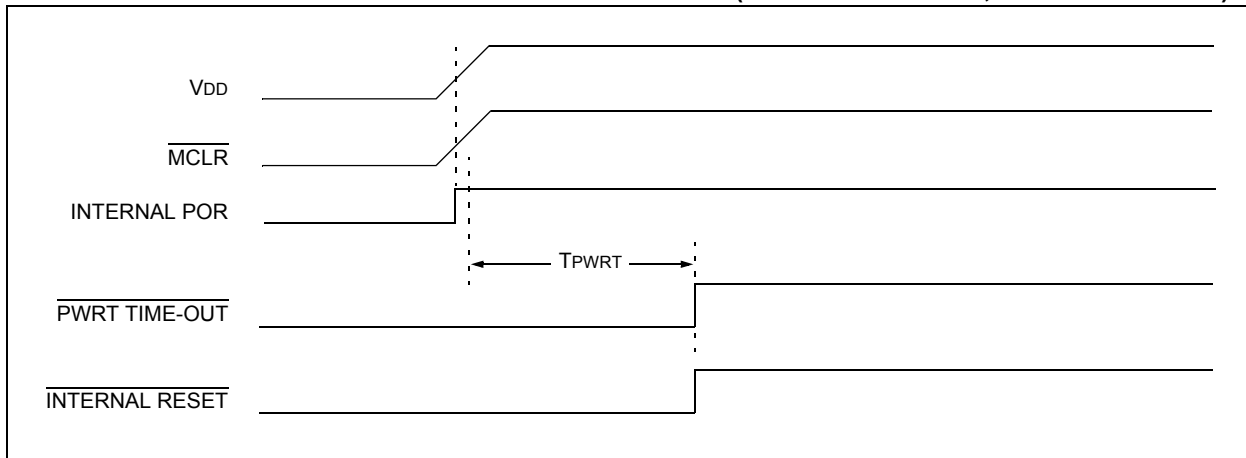 VDD
MCLR
INTERNAL POR
TPWRT
PWRT TIME-OUT
INTERNAL RESET